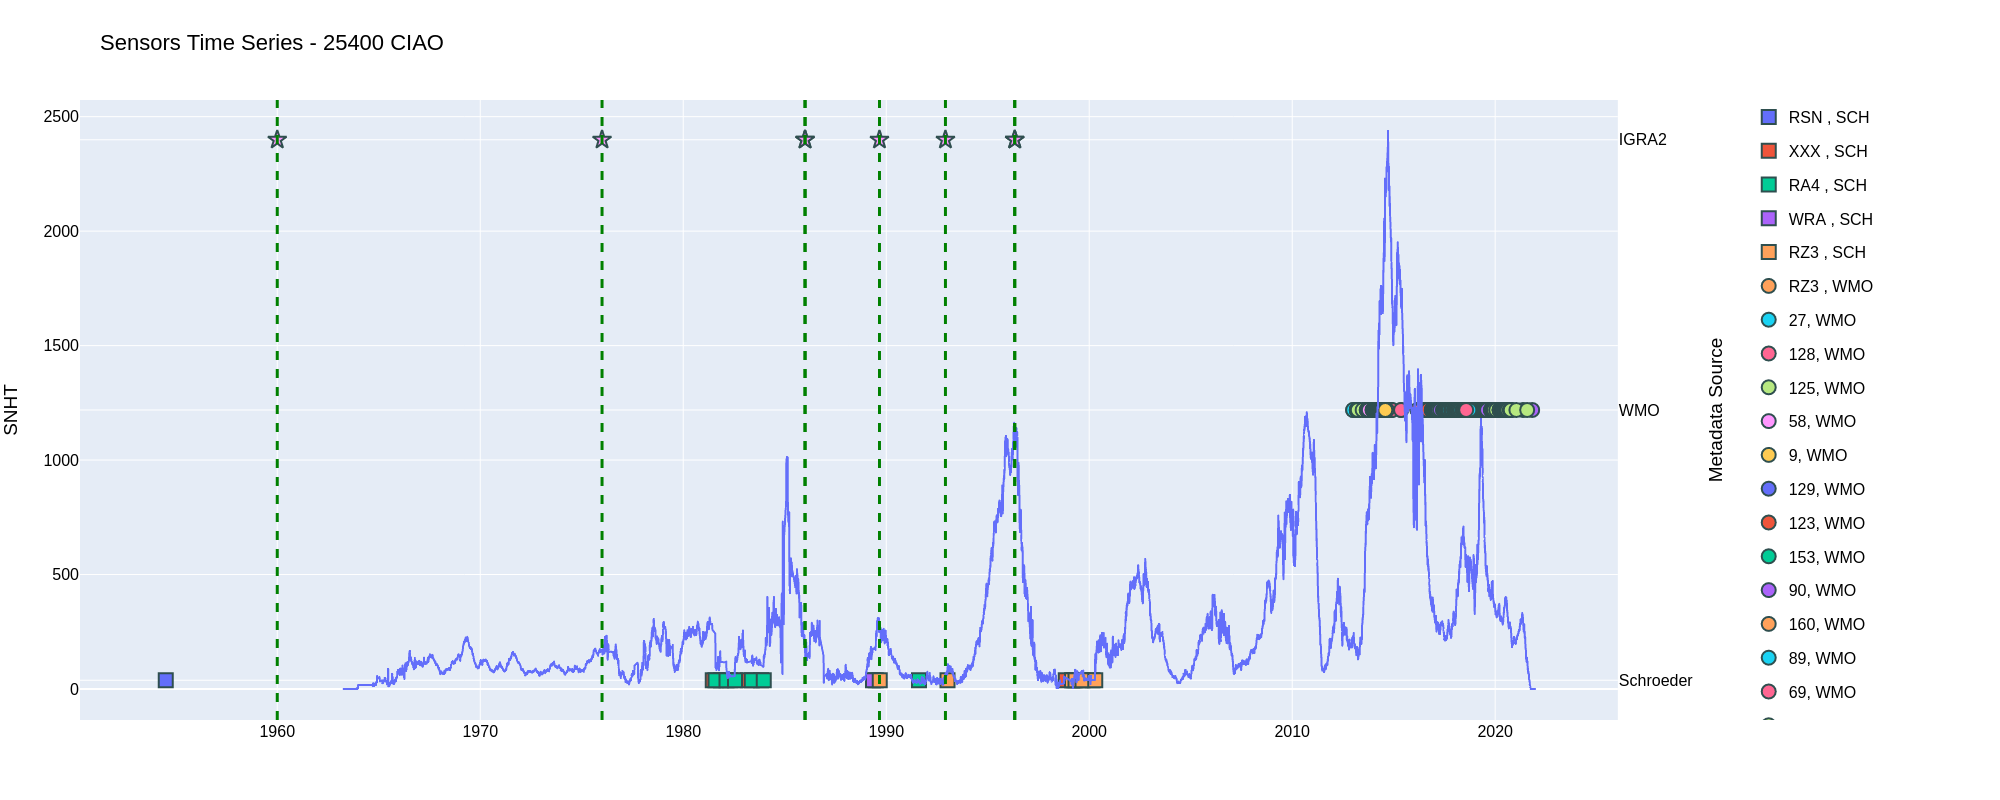 Sensors Time Series - 25400 CIAO
2500
2000
1500
1000
500
0
SNHT
1960
1970
1980
1990
2000
2010
2020
IGRA2
WMO
Schroeder
Metadata Source
RSN , SCH
XXX , SCH
RA4 , SCH
WRA , SCH
RZ3 , SCH
RZ3 , WMO
27, WMO
128, WMO
125, WMO
58, WMO
9, WMO
129, WMO
123, WMO
153, WMO
90, WMO
160, WMO
89, WMO
69, WMO